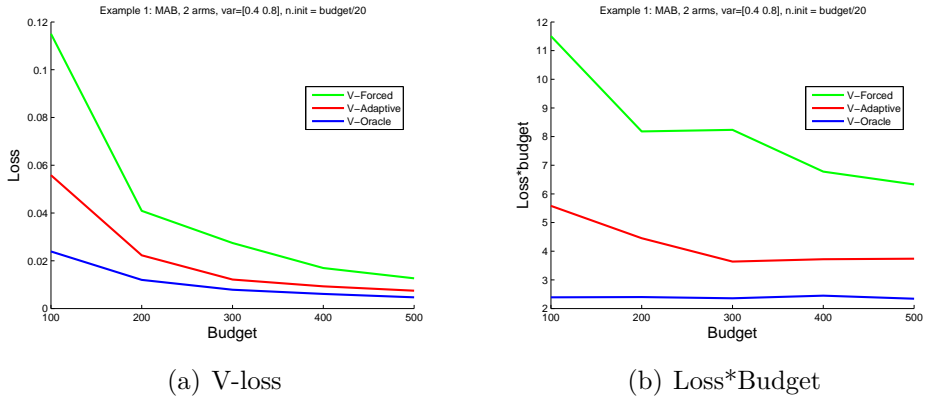 Example 1: MAB, 2 arms, var=[0.4 0.8], n.init = budget/20
0.12
0.1
0.08
0.06
0.04
0.02
0
Loss
V-Forced
V-Adaptive
V-Oracle
100 200 300 400 500
Budget
(a) V-loss
Example 1: MAB, 2 arms, var=[0.4 0.8], n.init = budget/20
12
11
10
9
8
7
6
5
4
3
2
Loss*budget
V-Forced
V-Adaptive
V-Oracle
100 200 300 400 500
Budget
(b) Loss*Budget